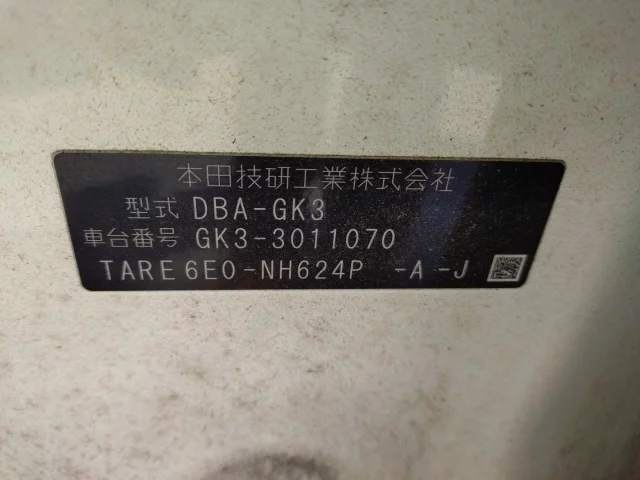 本田技研工業株式会社
型式 DBA-GK3
車台番号 GK3-3011070
TARE6E0-NH624P -A-J